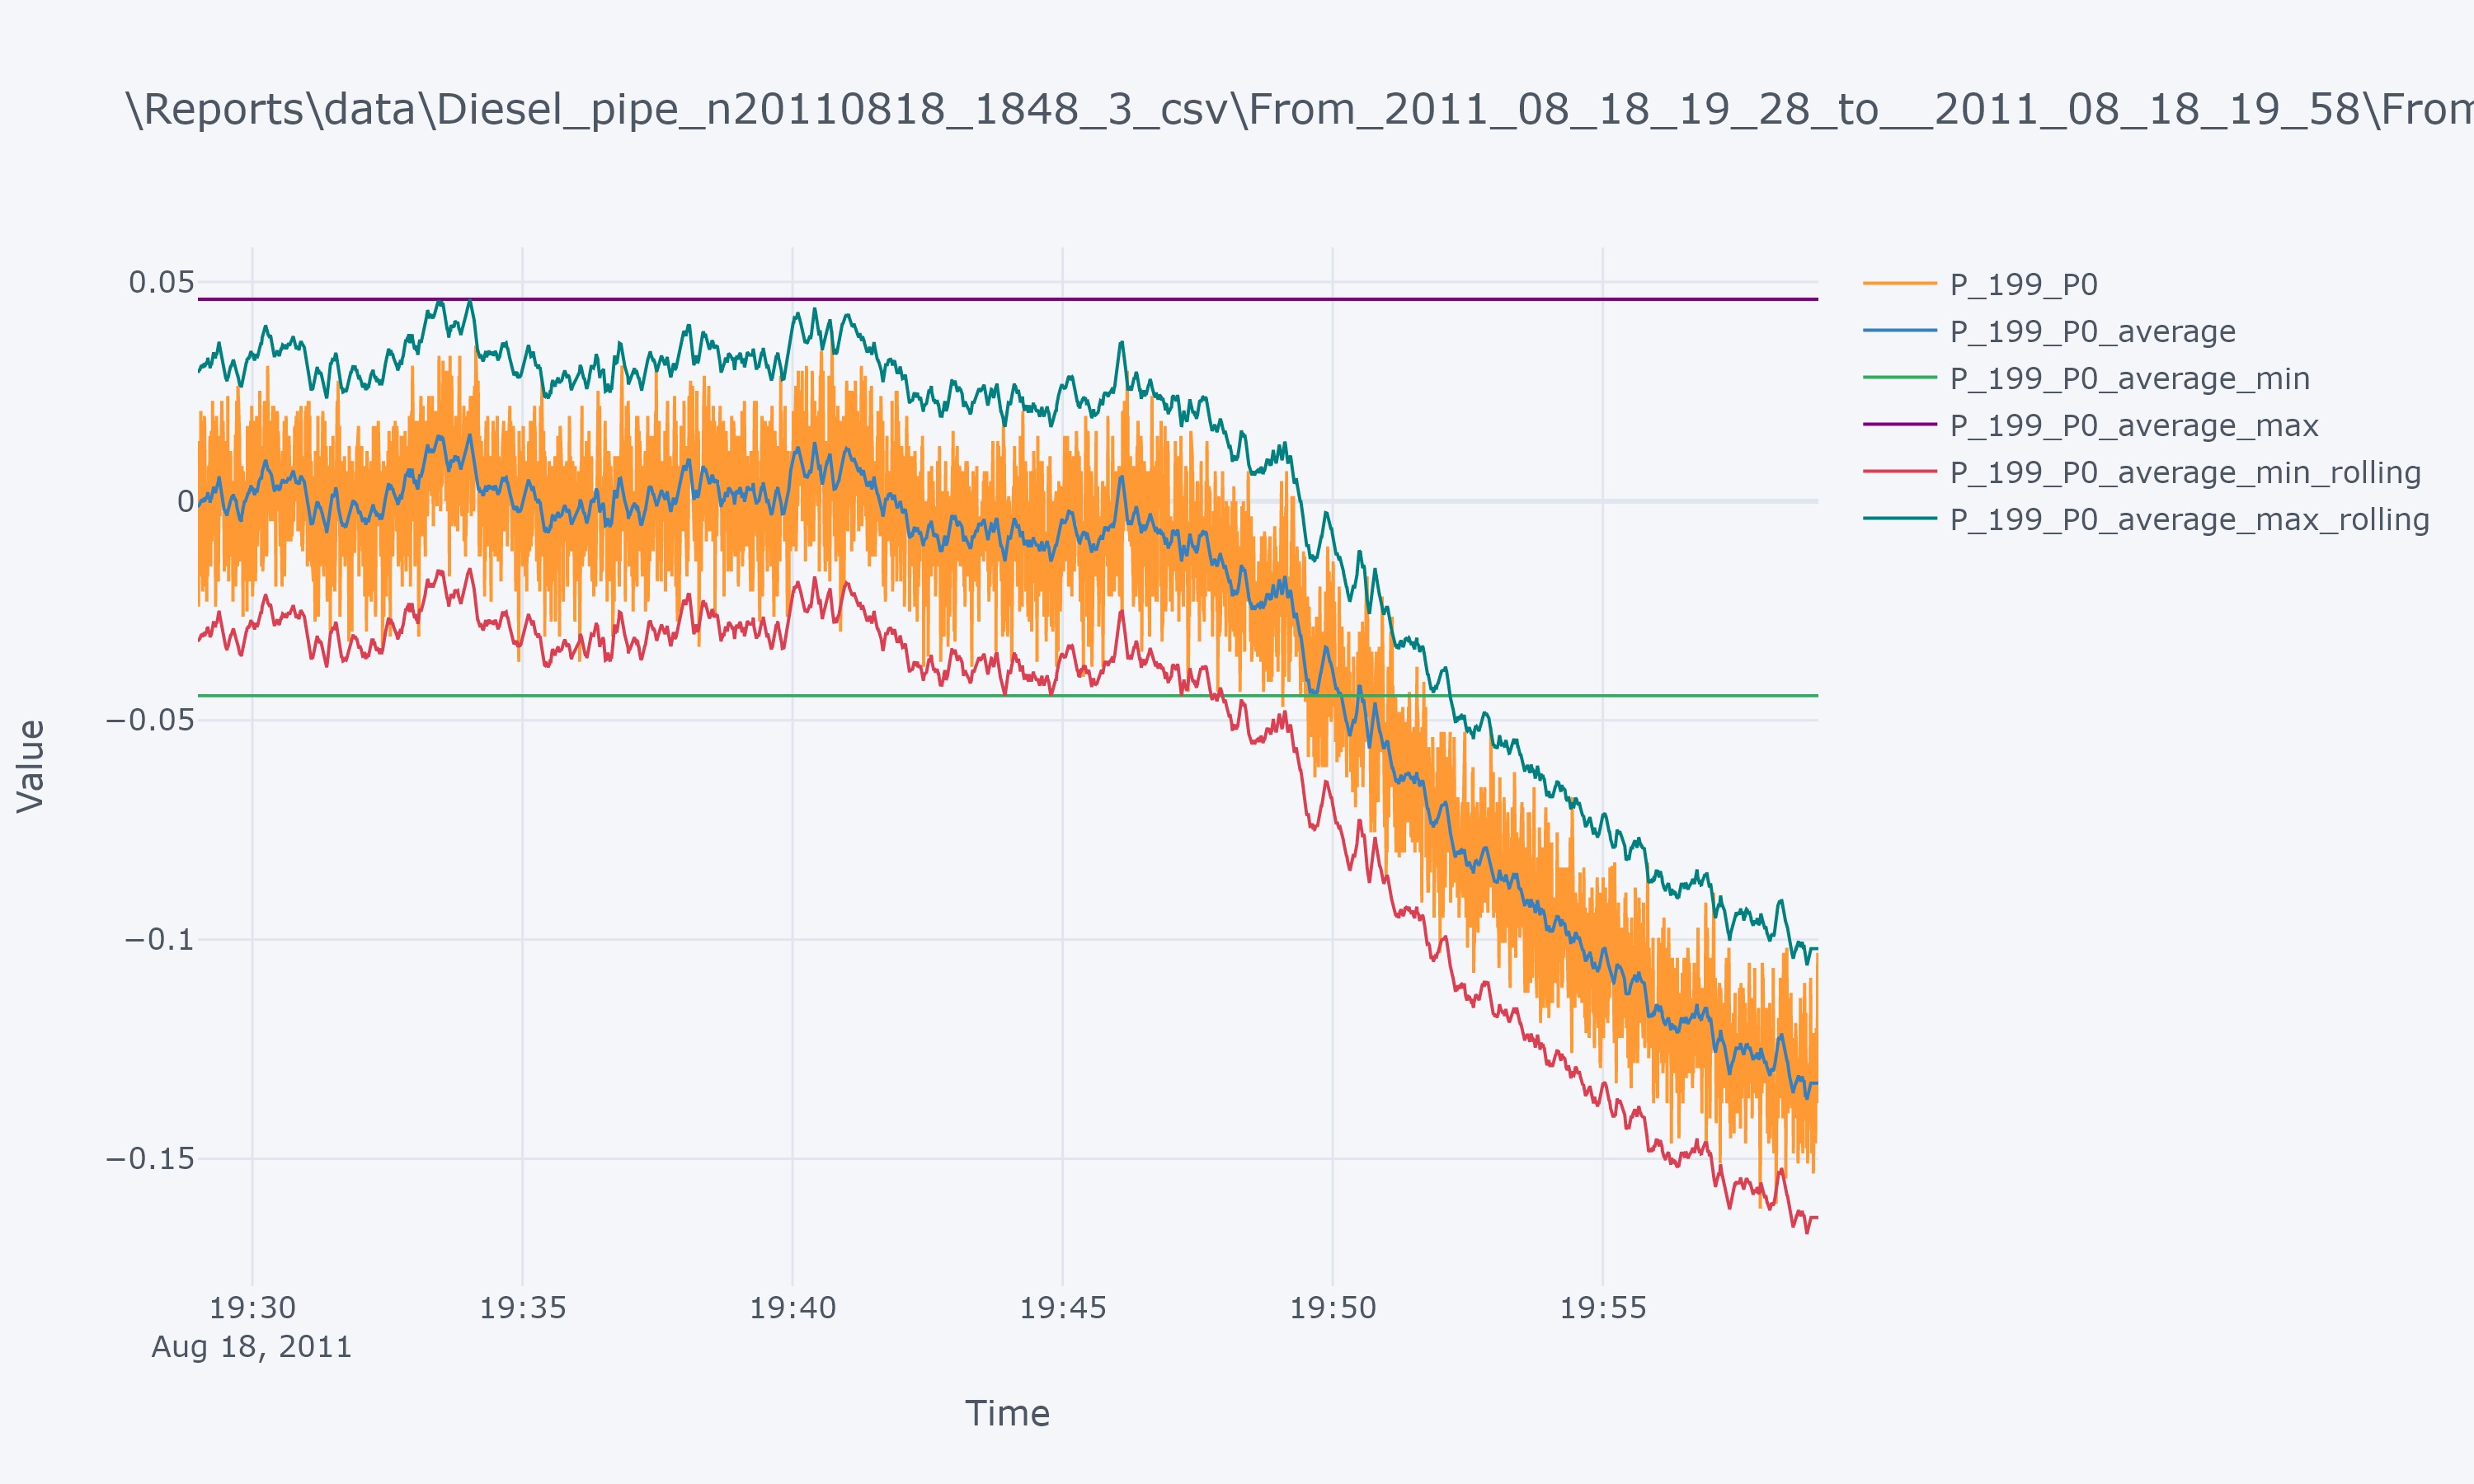 \Reports\data\Diesel_pipe_n20110818_1848_3_csv\From_2011_08_18_19_28_to__2011_08_18_19_58\From
0.05
0
−0.05
−0.1
−0.15
Value
19:30
Aug 18, 2011
19:35
19:40
19:45
19:50
19:55
Time
P_199_P0
P_199_P0_average
P_199_P0_average_min
P_199_P0_average_max
P_199_P0_average_min_rolling
P_199_P0_average_max_rolling